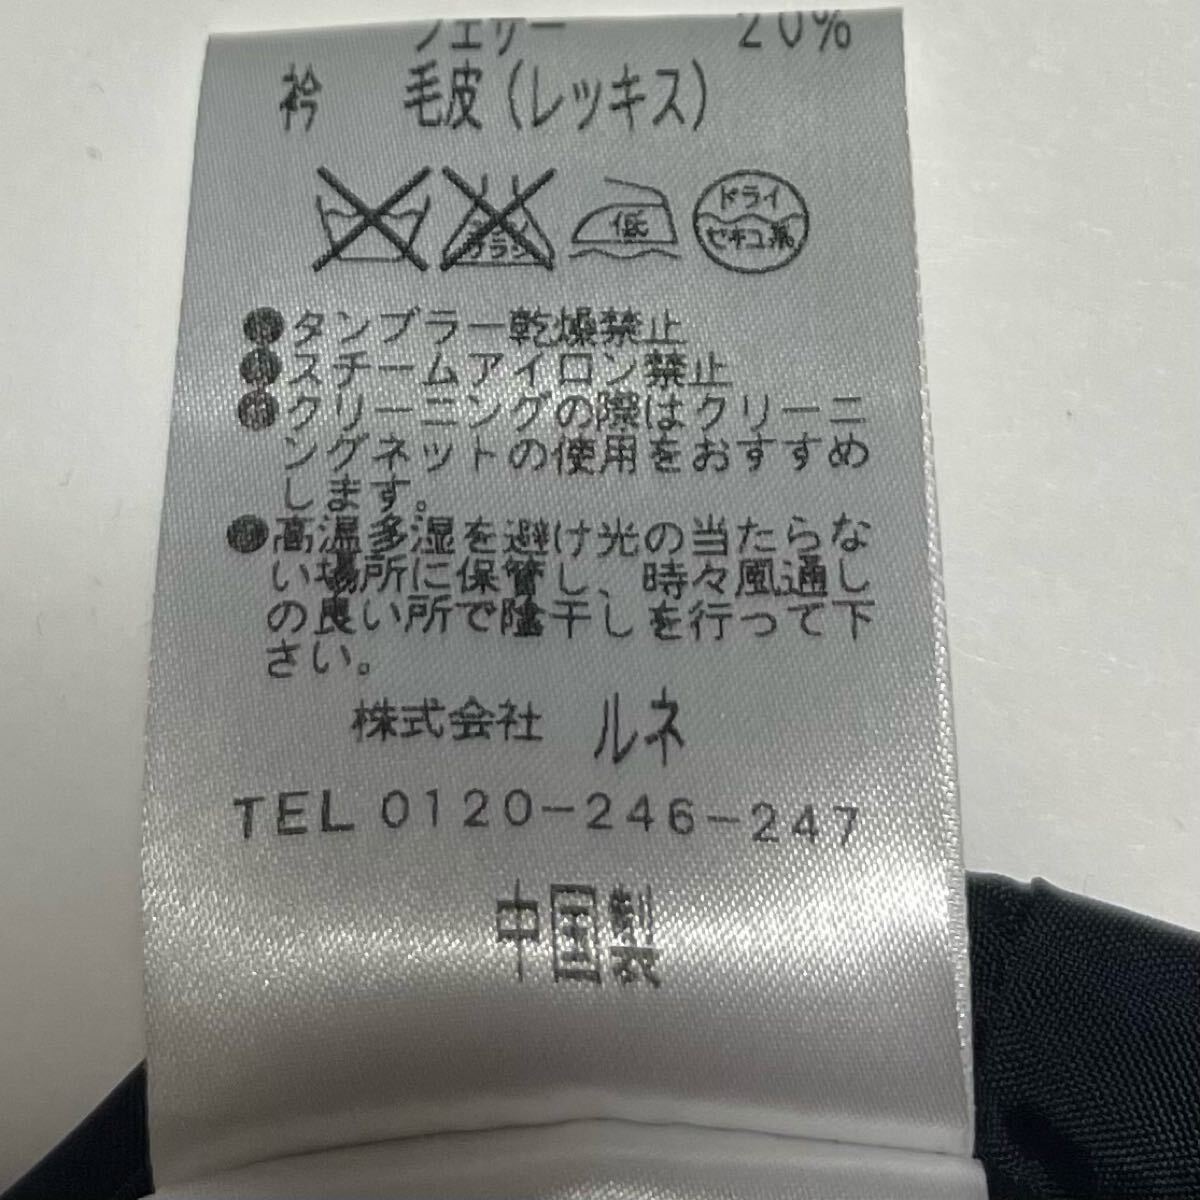 20%
衿 毛皮(レッキス)
低
ドライ
セキユ系
タンブラー乾燥禁止
スチームアイロン禁止
クリーニングの際はクリーニ
ングネットの使用をおすすめ
します。
高温多湿を避け光の当たらな
い場所に保管し、時々風通し
の良い所で陰干しを行って下
さい。
株式会社 ルネ
TEL 0120-246-247
中国製